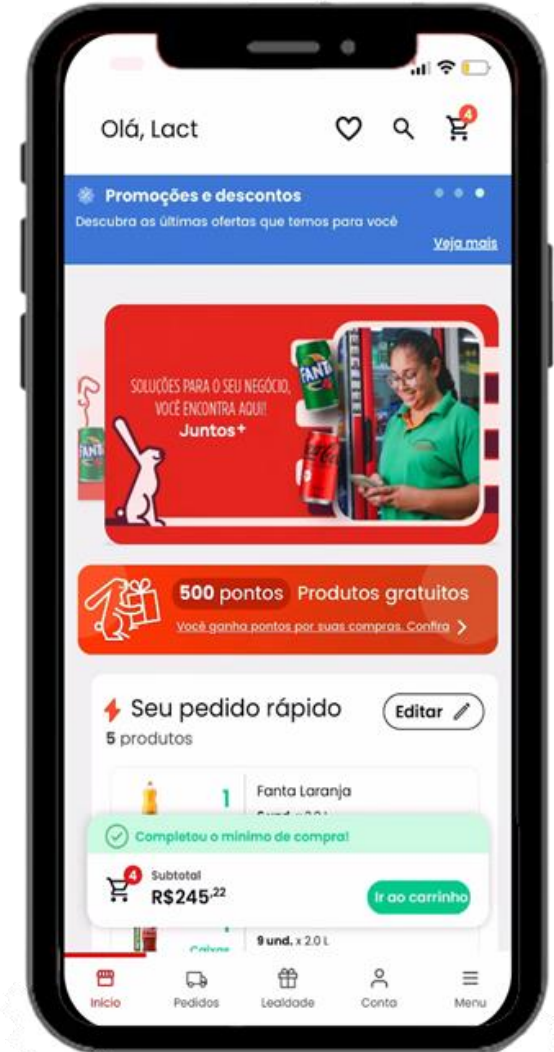 Olá, Lact
4
Promoções e descontos
Descubra as últimas ofertas que temos para você
Veja mais
SOLUÇÕES PARA O SEU NEGÓCIO,
VOCÊ ENCONTRA AQUI!
Juntos+
FANTA
500 pontos Produtos gratuitos
Você ganha pontos por suas compras. Confira
Seu pedido rápido
Editar
5 produtos
1
Fanta Laranja
Completou o mínimo de compra!
4
Subtotal
R$245,22
Ir ao carrinho
Caixas
9 und. x 2.0 L
Início
Pedidos
Lealdade
Conta
Menu